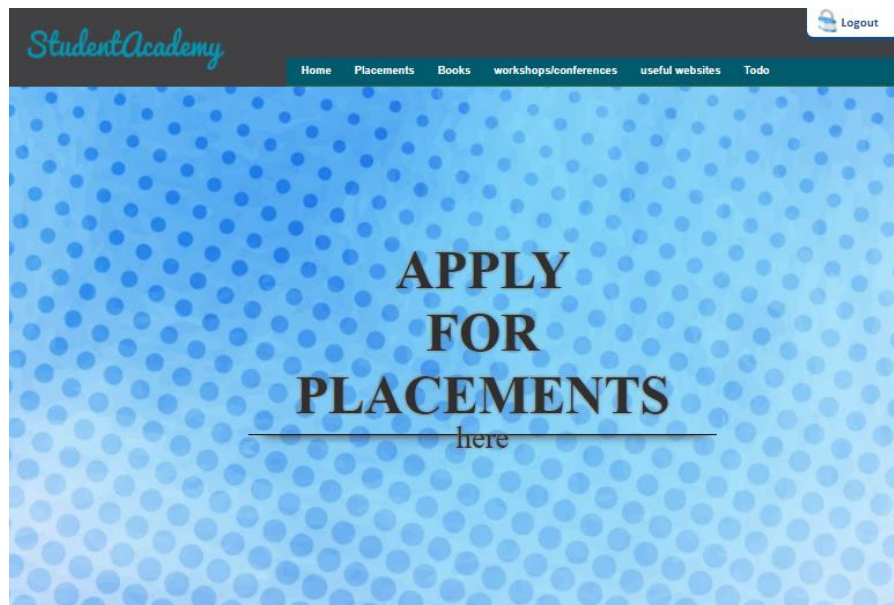 StudentAcademy
Logout
Home Placements Books workshops/conferences useful websites Todo
APPLY
FOR
PLACEMENTS
here